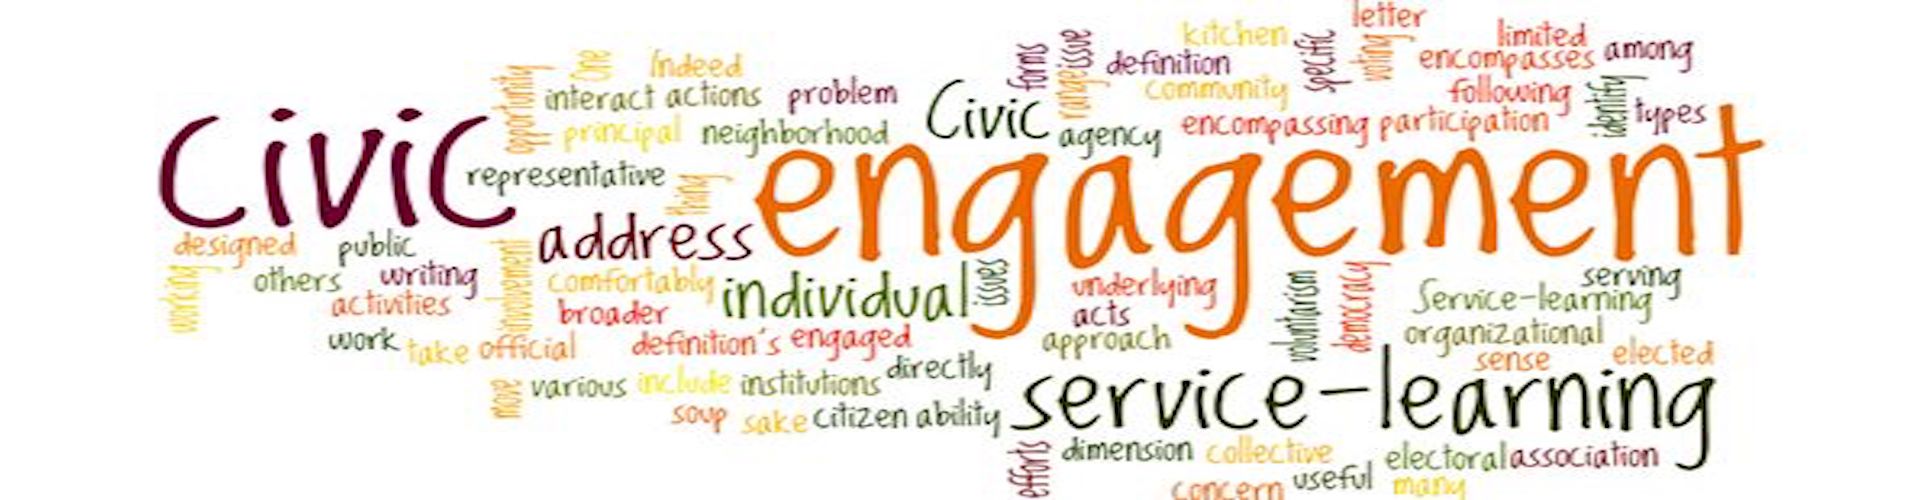 letter
kitchen
specific
voting
limited
One
Indeed
forms
issue
definition
encompasses
among
opportunity
interact
actions
problem
Civic
range
community
following
identify
types
principal
neighborhood
agency
encompassing
participation
civic
representative
thing
engagement
designed
public
involvement
address
working
others
writing
comfortably
individual
issues
underlying
voluntarism
democracy
serving
Service-learning
activities
broader
acts
organizational
work
take
official
definition's
engaged
approach
sense
elected
move
various
include
institutions
directly
service-learning
soup
sake
citizen
ability
efforts
dimension
collective
electoral
association
concern
useful
many